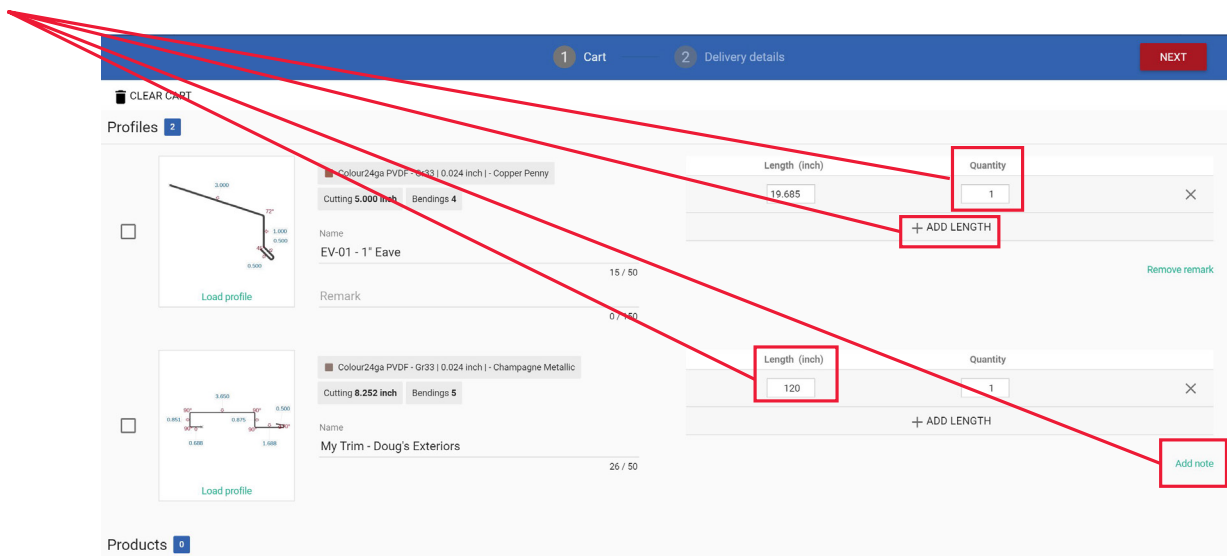 1 Cart 2 Delivery details NEXT
CLEAR CART
Profiles 2
3.000
72°
1.000
0.500
0.500
Load profile
Colour24ga PVDF - Gr33 | 0.024 inch | - Copper Penny
Cutting 5.000 inch Bendings 4
Name
EV-01 - 1" Eave
15 / 50
Remark
0 / 150
Length (inch) Quantity
19.685 1
+ ADD LENGTH
Remove remark
3.650
90° 0 90° 0.500
0.851 0.875
90° 90°
0.688 1.688
Load profile
Colour24ga PVDF - Gr33 | 0.024 inch | - Champagne Metallic
Cutting 8.252 inch Bendings 5
Name
My Trim - Doug's Exteriors
26 / 50
Length (inch) Quantity
120 1
+ ADD LENGTH
Add note
Products 0